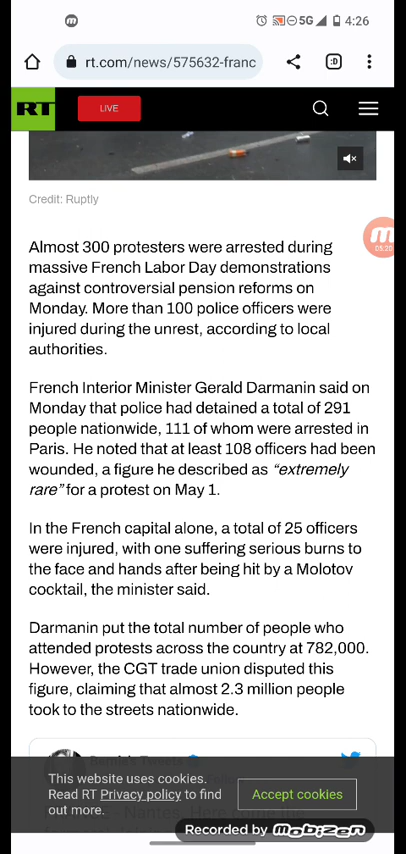 4:26
5G
rt.com/news/575632-franc
:D
RT
LIVE
Credit: Ruptly
Almost 300 protesters were arrested during
massive French Labor Day demonstrations
against controversial pension reforms on
Monday. More than 100 police officers were
injured during the unrest, according to local
authorities.
05:20
French Interior Minister Gerald Darmanin said on
Monday that police had detained a total of 291
people nationwide, 111 of whom were arrested in
Paris. He noted that at least 108 officers had been
wounded, a figure he described as “extremely
rare” for a protest on May 1.
In the French capital alone, a total of 25 officers
were injured, with one suffering serious burns to
the face and hands after being hit by a Molotov
cocktail, the minister said.
Darmanin put the total number of people who
attended protests across the country at 782,000.
However, the CGT trade union disputed this
figure, claiming that almost 2.3 million people
took to the streets nationwide.
This website uses cookies.
Read RT Privacy policy to find
out more.
Accept cookies
Recorded by mobizen